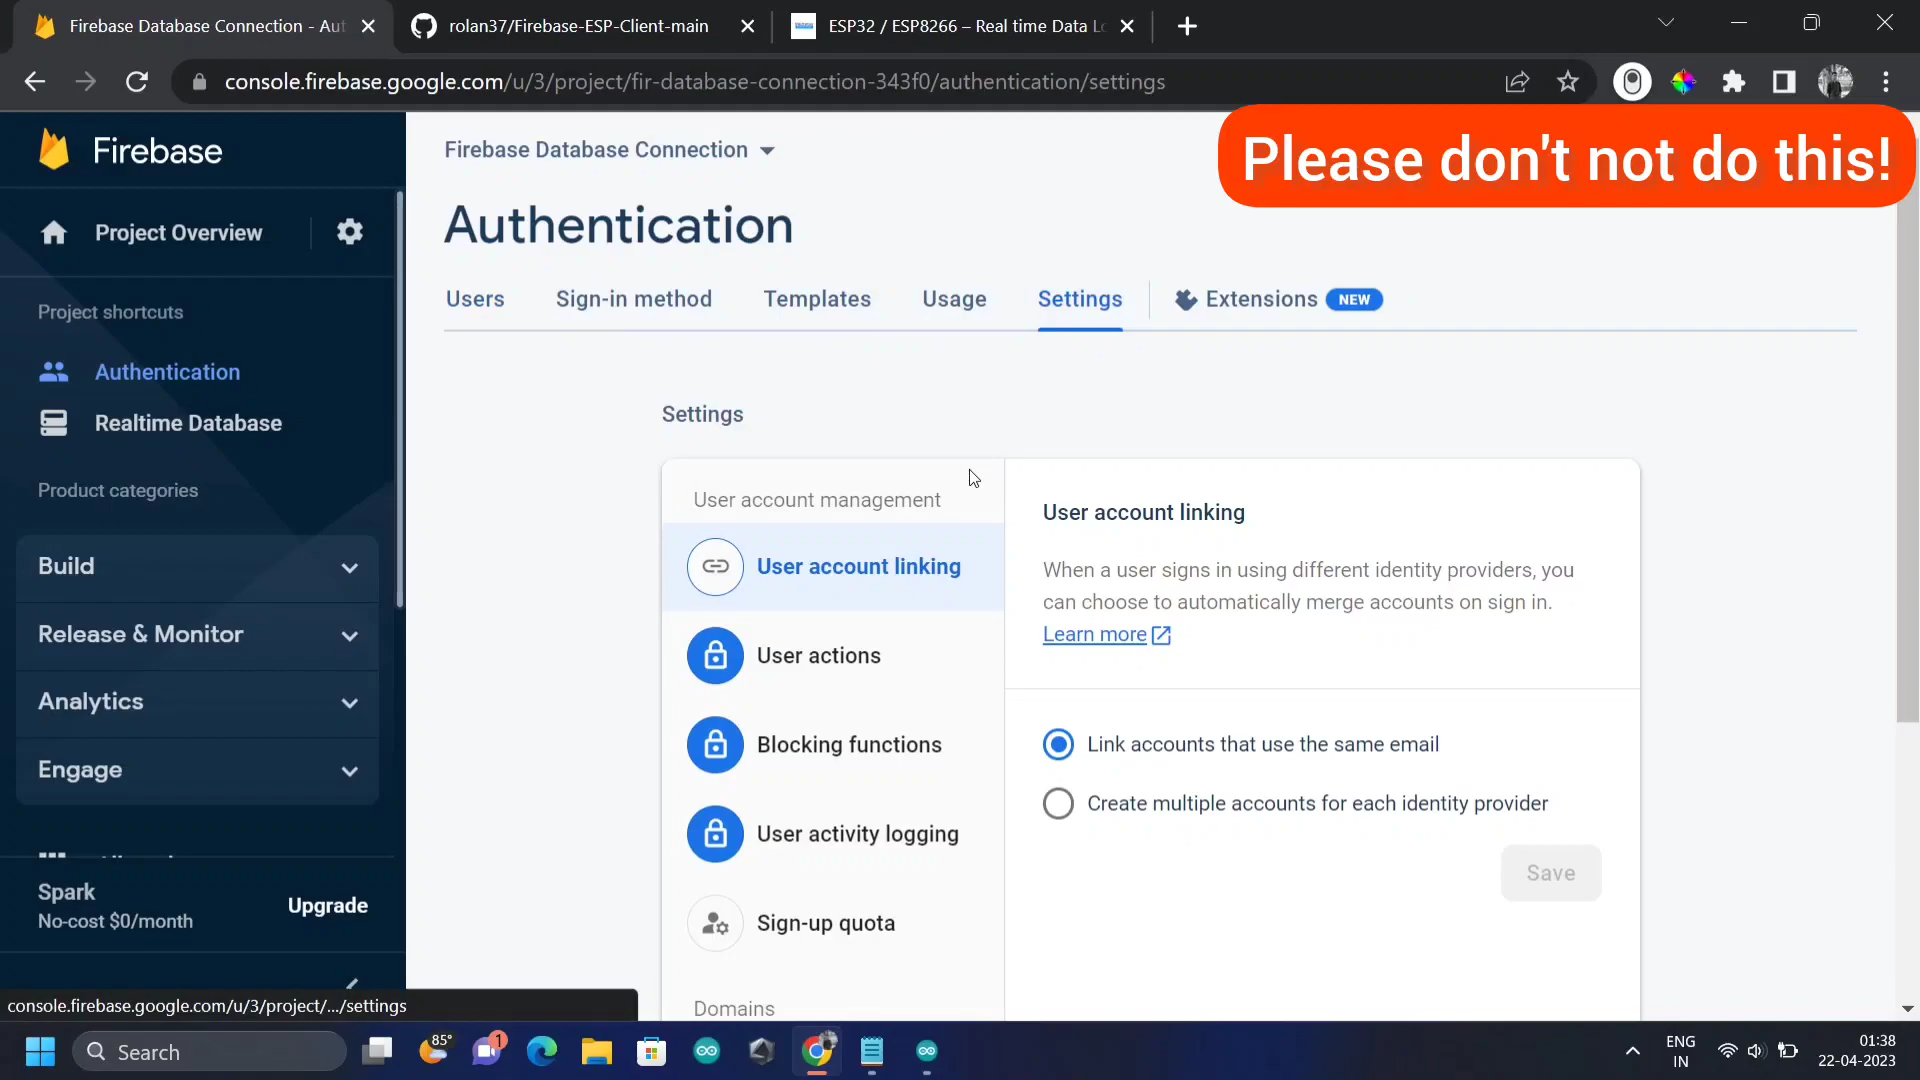 Firebase Database Connection - Aut
rolan37/Firebase-ESP-Client-main
ESP32 / ESP8266 – Real time Data Lo
console.firebase.google.com/u/3/project/fir-database-connection-343f0/authentication/settings
Please don't not do this!
Firebase
Firebase Database Connection
Authentication
Project Overview
Users
Sign-in method
Templates
Usage
Settings
Extensions
NEW
Project shortcuts
Authentication
Realtime Database
Product categories
Build
Release & Monitor
Analytics
Engage
Spark
No-cost $0/month
Upgrade
Settings
User account management
User account linking
User actions
Blocking functions
User activity logging
Sign-up quota
Domains
User account linking
When a user signs in using different identity providers, you
can choose to automatically merge accounts on sign in.
Learn more
Link accounts that use the same email
Create multiple accounts for each identity provider
Save
console.firebase.google.com/u/3/project/.../settings
Search
85°
1
ENG
IN
01:38
22-04-2023